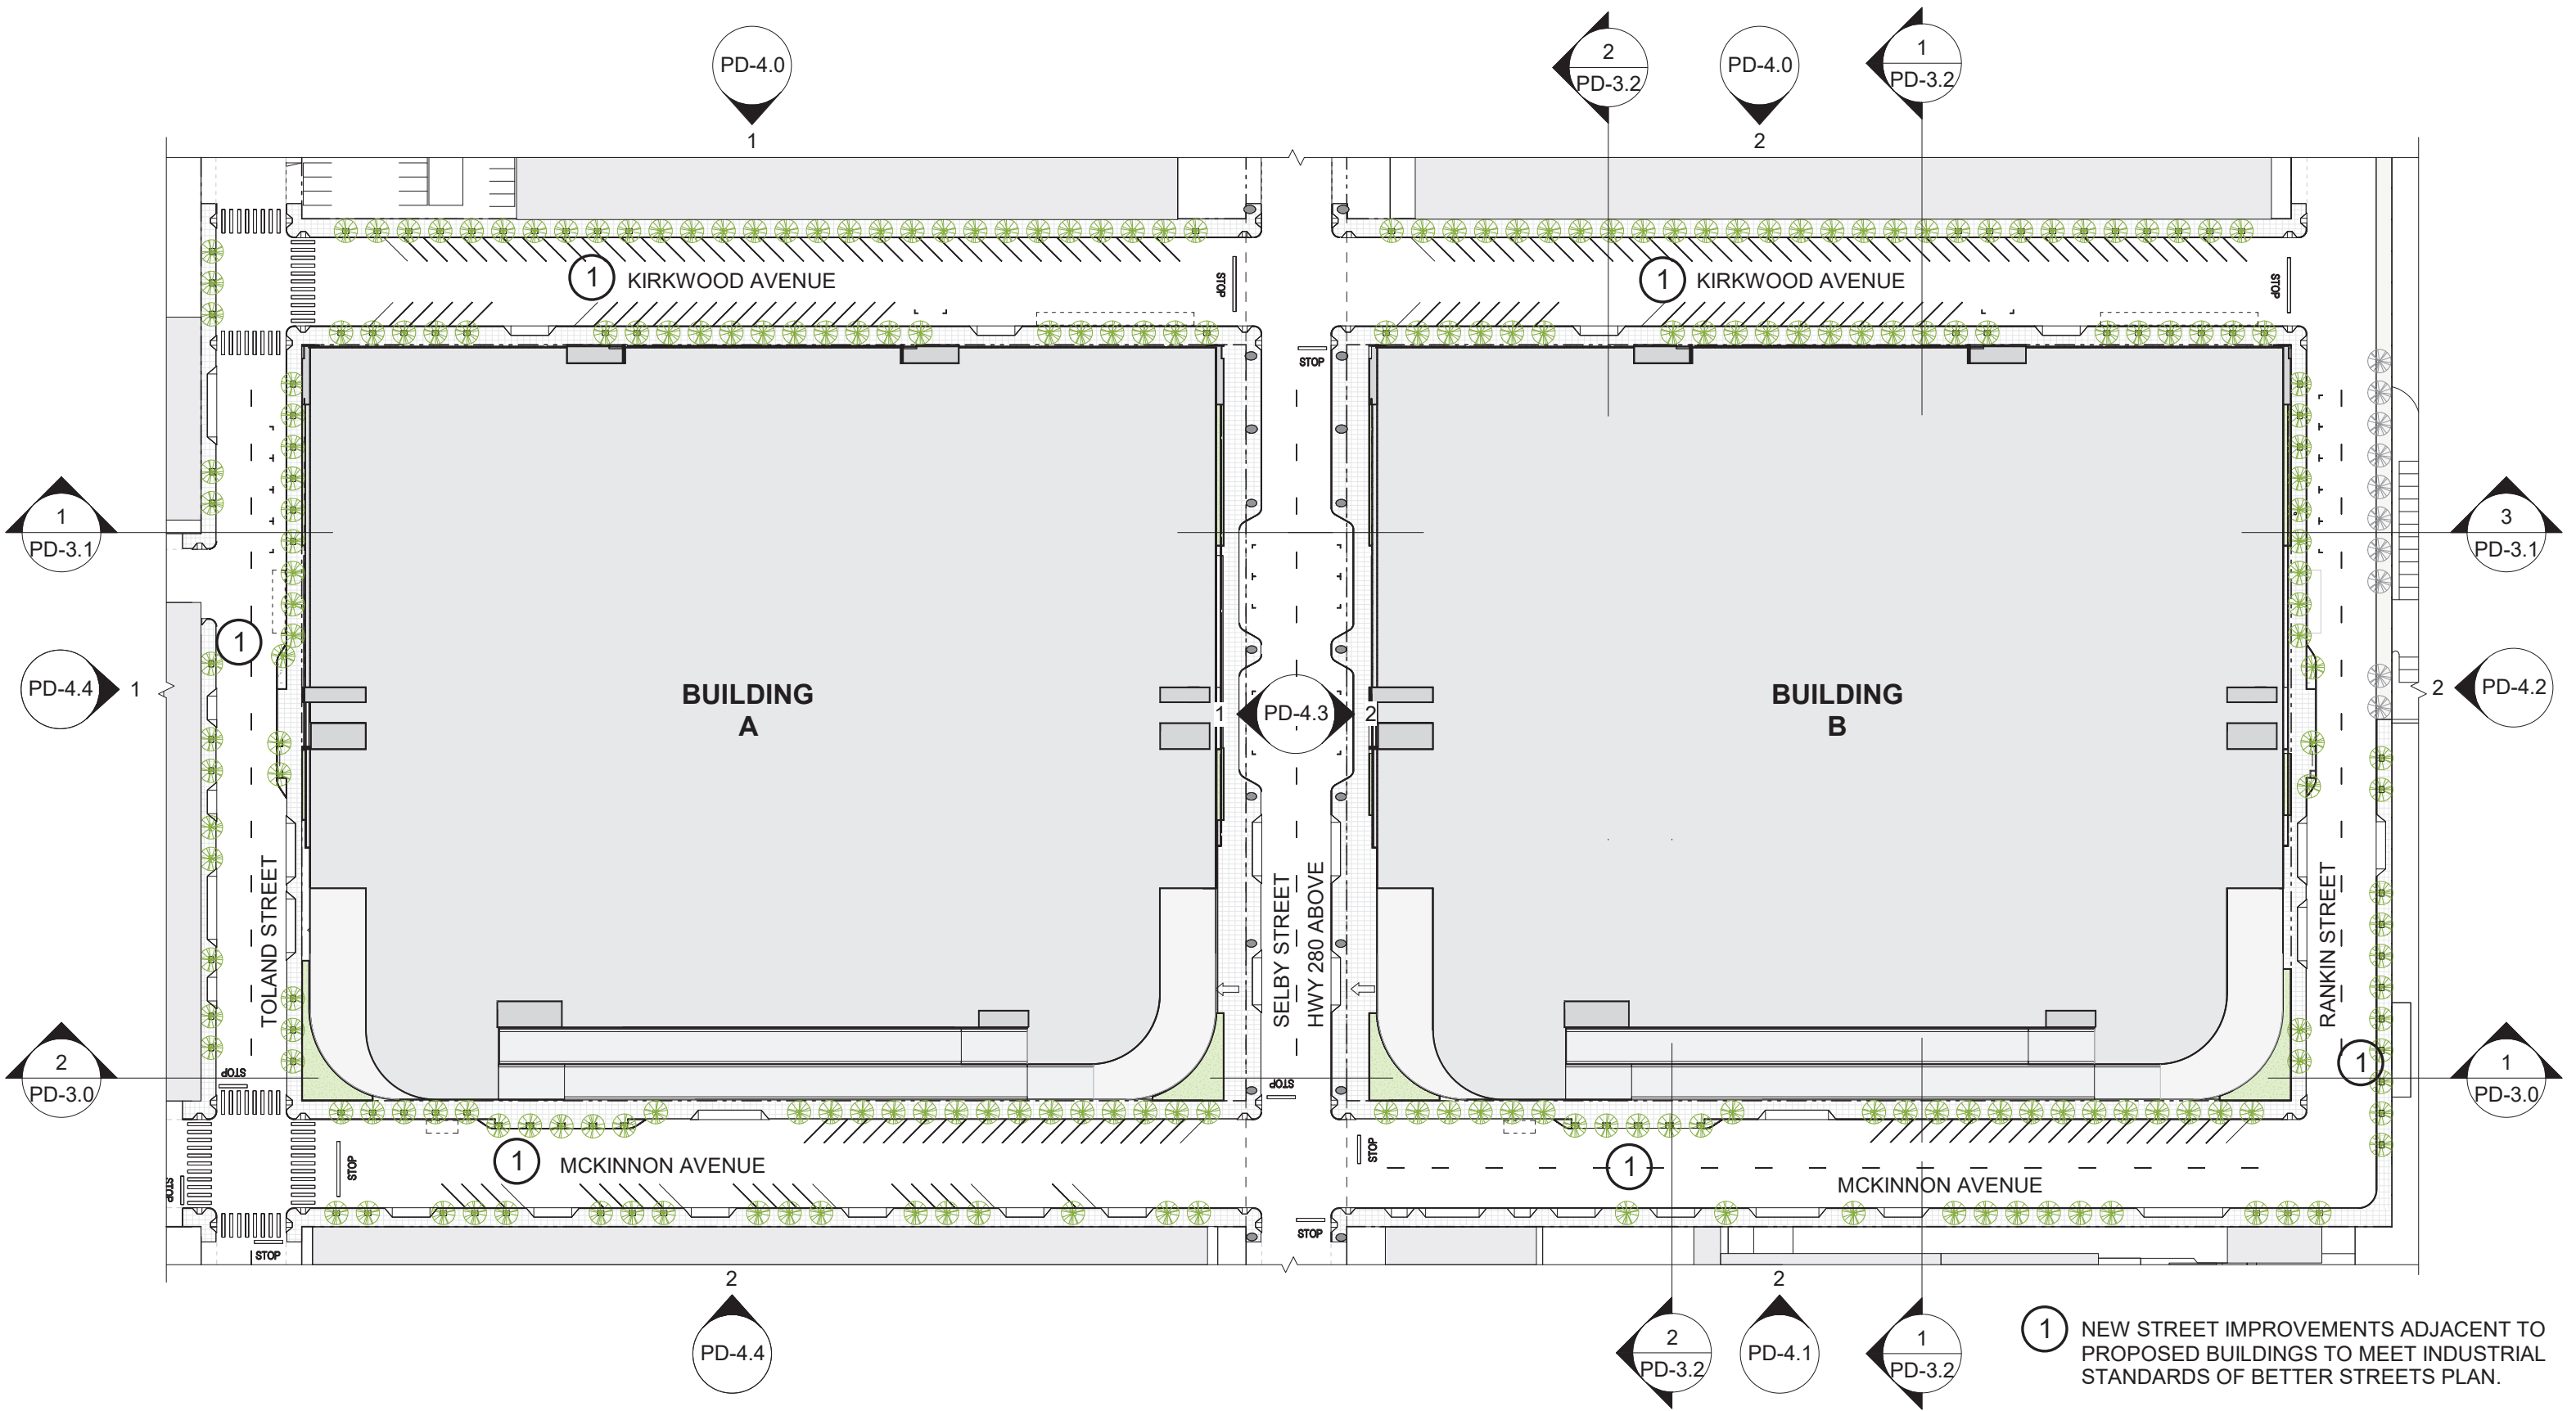 PD-4.0
1
2
PD-3.2
PD-4.0
2
1
PD-3.2
1
KIRKWOOD AVENUE
STOP
1
KIRKWOOD AVENUE
STOP
STOP
1
PD-3.1
3
PD-3.1
1
PD-4.4
1
BUILDING
A
1
PD-4.3
2
BUILDING
B
2
PD-4.2
TOLAND STREET
SELBY STREET
HWY 280 ABOVE
RANKIN STREET
2
PD-3.0
STOP
STOP
1
1
PD-3.0
STOP
STOP
1
MCKINNON AVENUE
STOP
1
MCKINNON AVENUE
STOP
STOP
2
PD-4.4
2
PD-3.2
2
PD-4.1
1
PD-3.2
1
NEW STREET IMPROVEMENTS ADJACENT TO
PROPOSED BUILDINGS TO MEET INDUSTRIAL
STANDARDS OF BETTER STREETS PLAN.